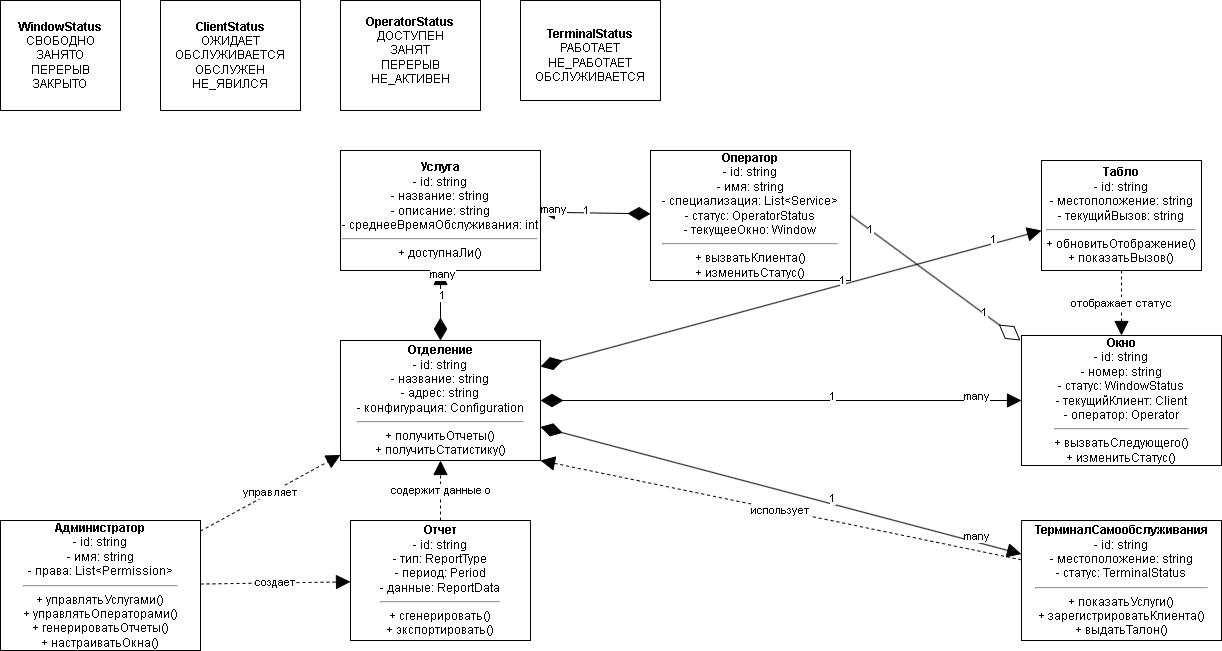 WindowStatus
СВОБОДНО
ЗАНЯТО
ПЕРЕРЫВ
ЗАКРЫТО
ClientStatus
ОЖИДАЕТ
ОБСЛУЖИВАЕТСЯ
ОБСЛУЖЕН
НЕ_ЯВИЛСЯ
OperatorStatus
ДОСТУПЕН
ЗАНЯТ
ПЕРЕРЫВ
НЕ_АКТИВЕН
TerminalStatus
РАБОТАЕТ
НЕ_РАБОТАЕТ
ОБСЛУЖИВАЕТСЯ
Услуга
- id: string
- название: string
- описание: string
- среднееВремяОбслуживания: int
+ доступнаЛи()
many
1
Оператор
- id: string
- имя: string
- специализация: List<Service>
- статус: OperatorStatus
- текущееОкно: Window
+ вызватьКлиента()
+ изменитьСтатус()
1
1
Табло
- id: string
- местоположение: string
- текущийВызов: string
+ обновитьОтображение()
+ показатьВызов()
1
1
many
1
отображает статус
Отделение
- id: string
- название: string
- адрес: string
- конфигурация: Configuration
+ получитьОтчеты()
+ получитьСтатистику()
1
many
Окно
- id: string
- номер: string
- статус: WindowStatus
- текущийКлиент: Client
- оператор: Operator
+ вызватьСледующего()
+ изменитьСтатус()
управляет
содержит данные о
1
использует
many
Администратор
- id: string
- имя: string
- права: List<Permission>
+ управлятьУслугами()
+ управлятьОператорами()
+ генерироватьОтчеты()
+ настраиватьОкна()
создает
Отчет
- id: string
- тип: ReportType
- период: Period
- данные: ReportData
+ сгенерировать()
+ экспортировать()
ТерминалСамообслуживания
- id: string
- местоположение: string
- статус: TerminalStatus
+ показатьУслуги()
+ зарегистрироватьКлиента()
+ выдатьТалон()